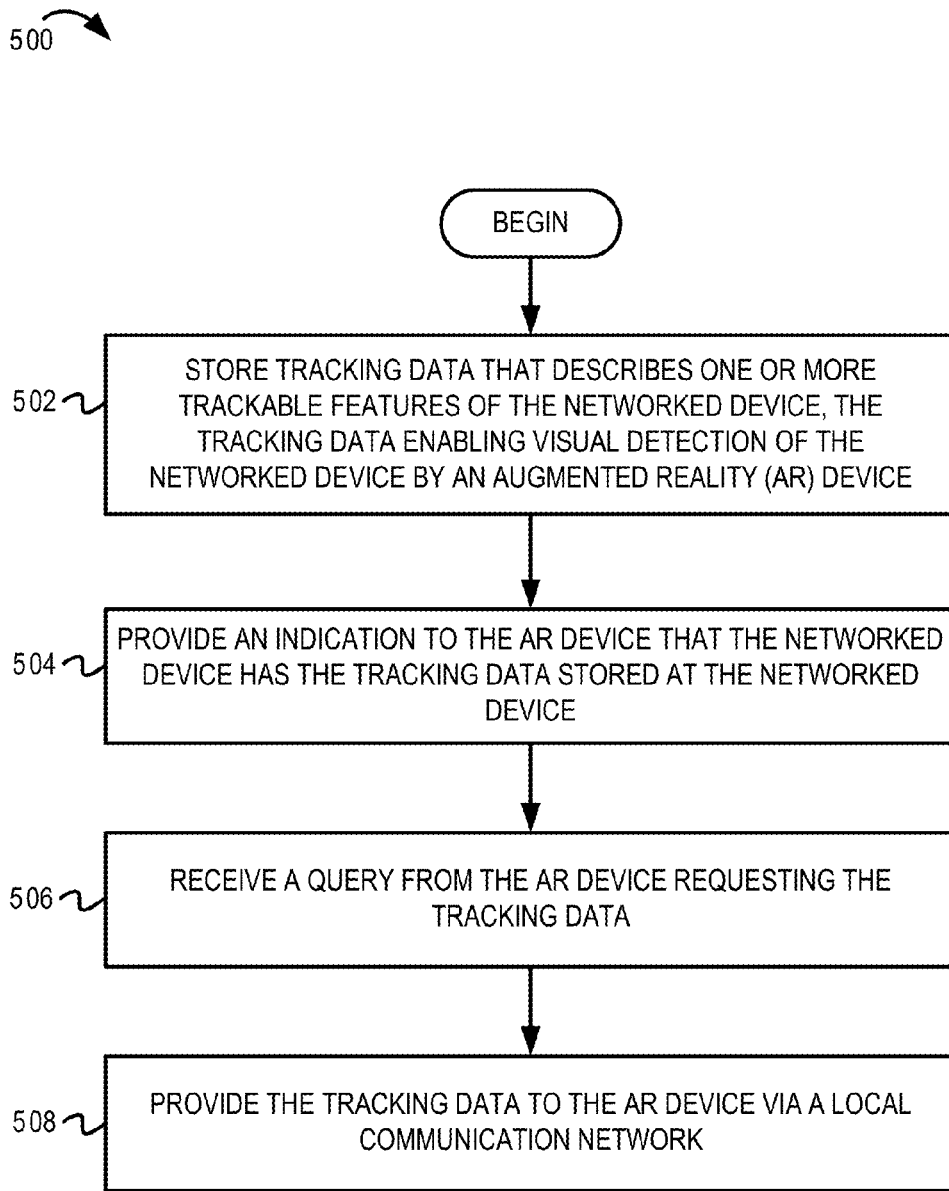 500
BEGIN
502
STORE TRACKING DATA THAT DESCRIBES ONE OR MORE
TRACKABLE FEATURES OF THE NETWORKED DEVICE, THE
TRACKING DATA ENABLING VISUAL DETECTION OF THE
NETWORKED DEVICE BY AN AUGMENTED REALITY (AR) DEVICE
504
PROVIDE AN INDICATION TO THE AR DEVICE THAT THE NETWORKED
DEVICE HAS THE TRACKING DATA STORED AT THE NETWORKED
DEVICE
506
RECEIVE A QUERY FROM THE AR DEVICE REQUESTING THE
TRACKING DATA
508
PROVIDE THE TRACKING DATA TO THE AR DEVICE VIA A LOCAL
COMMUNICATION NETWORK